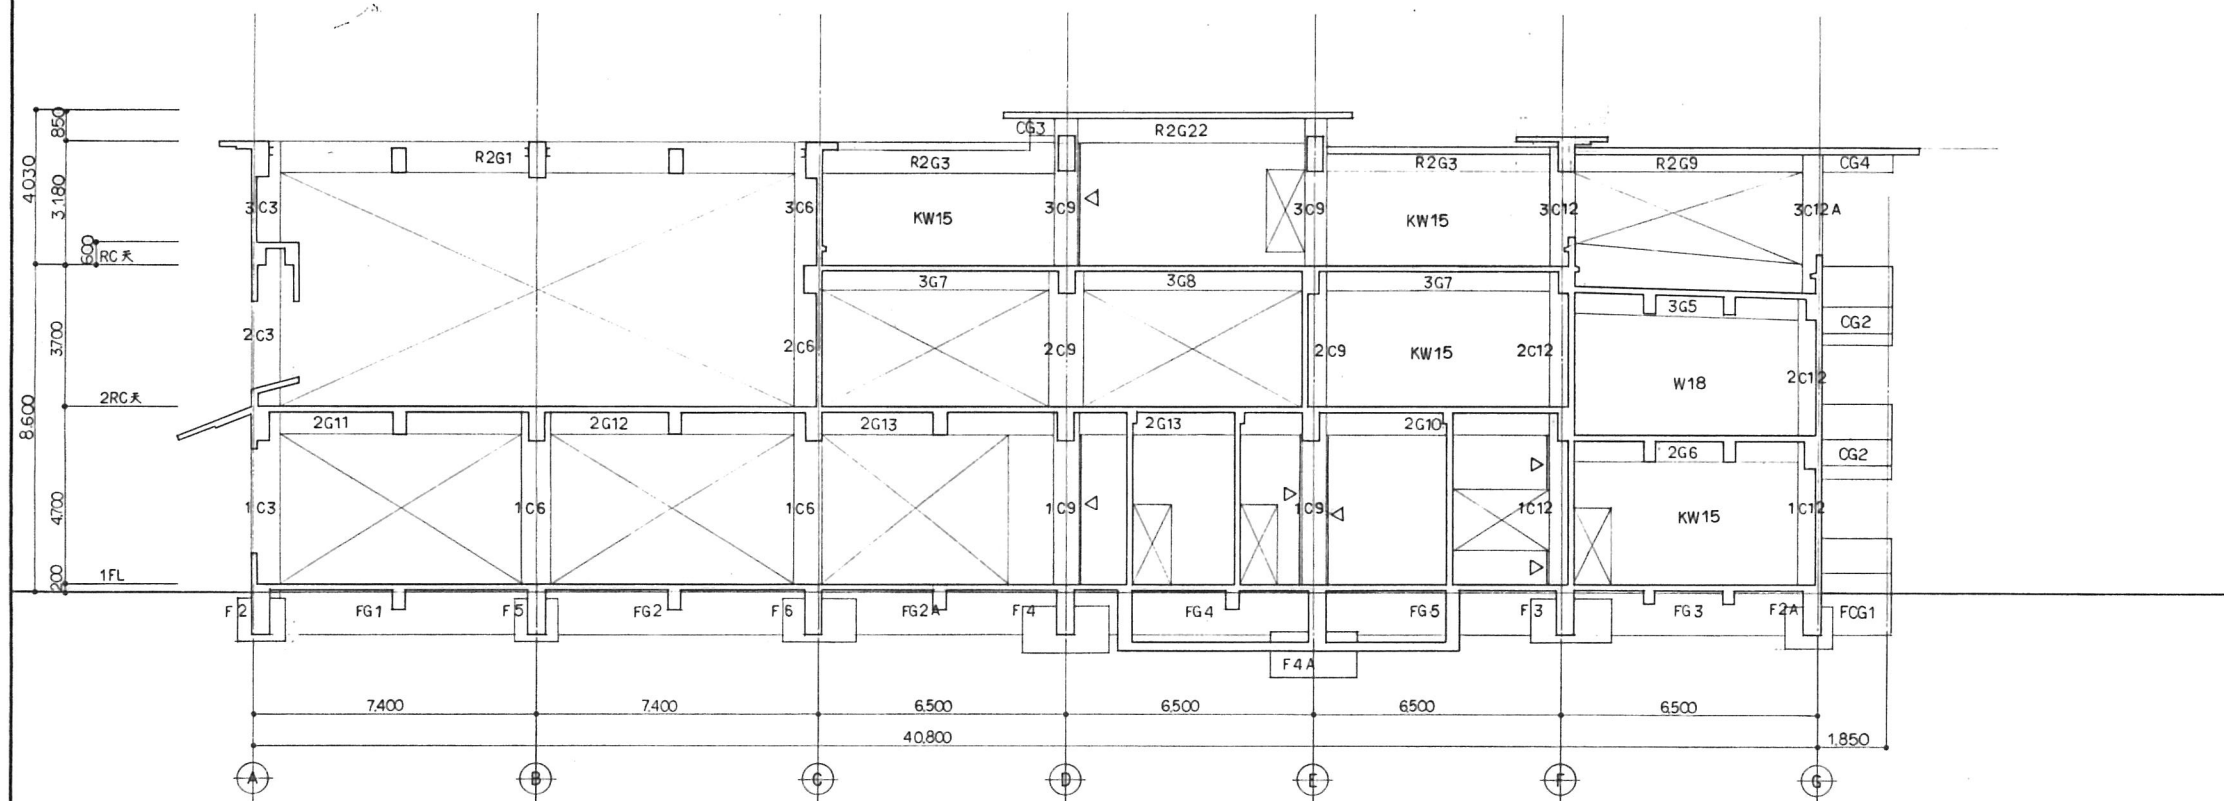 850
CG3
R2G22
R2G1
R2G3
R2G3
R2G9
CG4
4,030
3,180
3C3
3C6
KW15
3C9
3C9
KW15
3C12
3C12A
600
RC天
3G7
3G8
3G7
3G5
CG2
8,600
3,700
2C3
2C6
2C9
2C9
KW15
2C12
W18
2C12
2RC天
2G11
2G12
2G13
2G13
2G10
2G6
CG2
4,700
1C3
1C6
1C6
1C9
1C9
1C12
KW15
1C12
200
1FL
F2
FG1
F5
FG2
F6
FG2A
F4
FG4
FG5
F3
FG3
F2A
FCG1
F4A
7,400
7,400
6,500
6,500
6,500
6,500
40,800
1,850
A
B
C
D
E
F
G